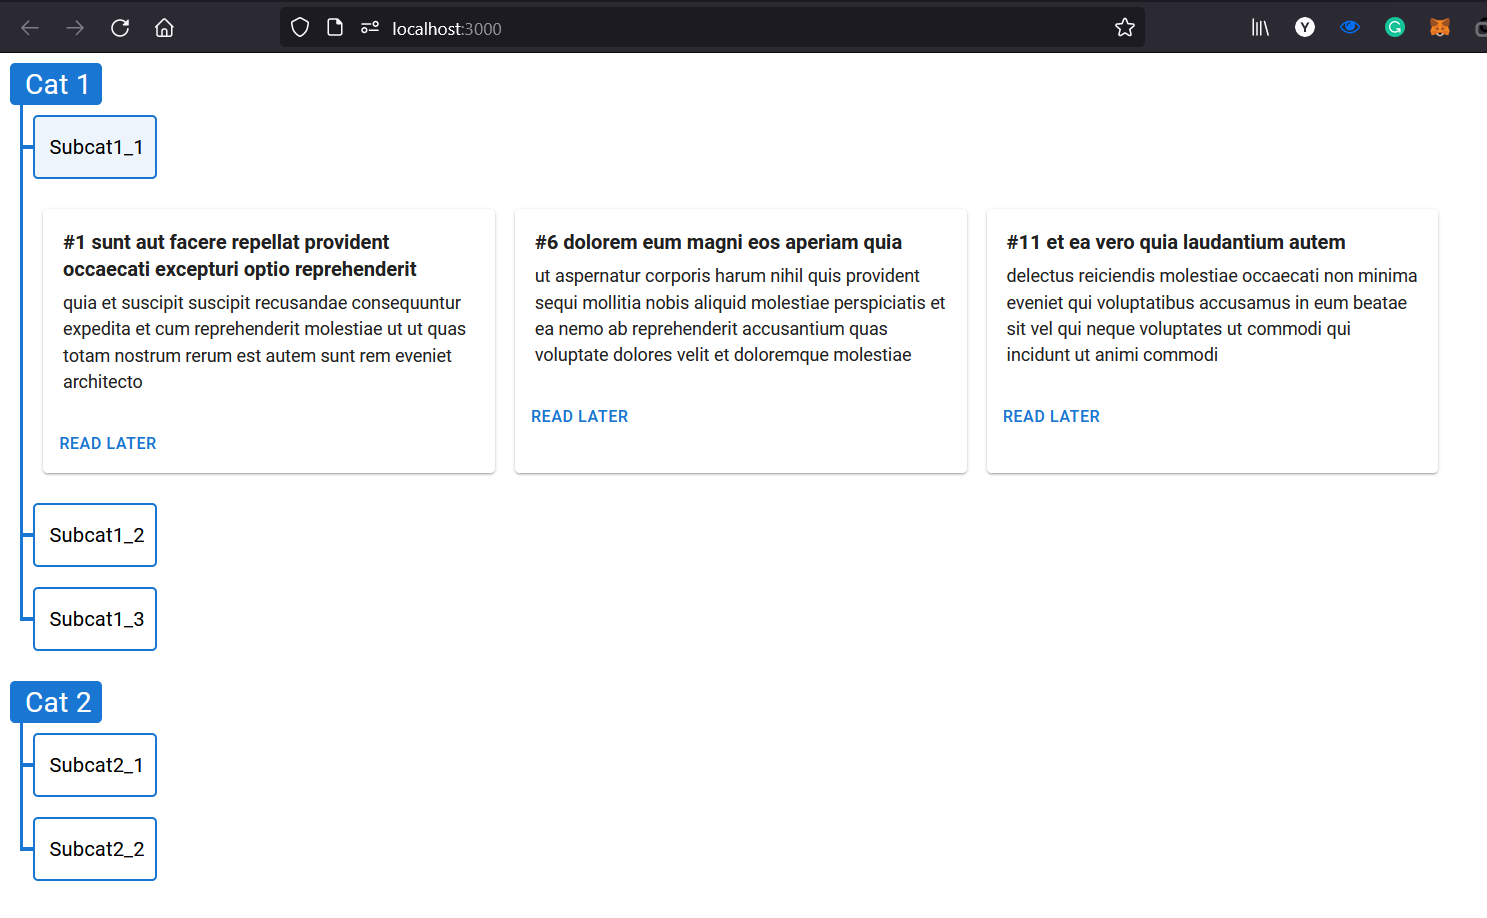 localhost:3000
Y
G
Cat 1
Subcat1_1
#1 sunt aut facere repellat provident
occaecati excepturi optio reprehenderit
quia et suscipit suscipit recusandae consequuntur
expedita et cum reprehenderit molestiae ut ut quas
totam nostrum rerum est autem sunt rem eveniet
architecto
READ LATER
#6 dolorem eum magni eos aperiam quia
ut aspernatur corporis harum nihil quis provident
sequi mollitia nobis aliquid molestiae perspiciatis et
ea nemo ab reprehenderit accusantium quas
voluptate dolores velit et doloremque molestiae
READ LATER
#11 et ea vero quia laudantium autem
delectus reiciendis molestiae occaecati non minima
eveniet qui voluptatibus accusamus in eum beatae
sit vel qui neque voluptates ut commodi qui
incidunt ut animi commodi
READ LATER
Subcat1_2
Subcat1_3
Cat 2
Subcat2_1
Subcat2_2